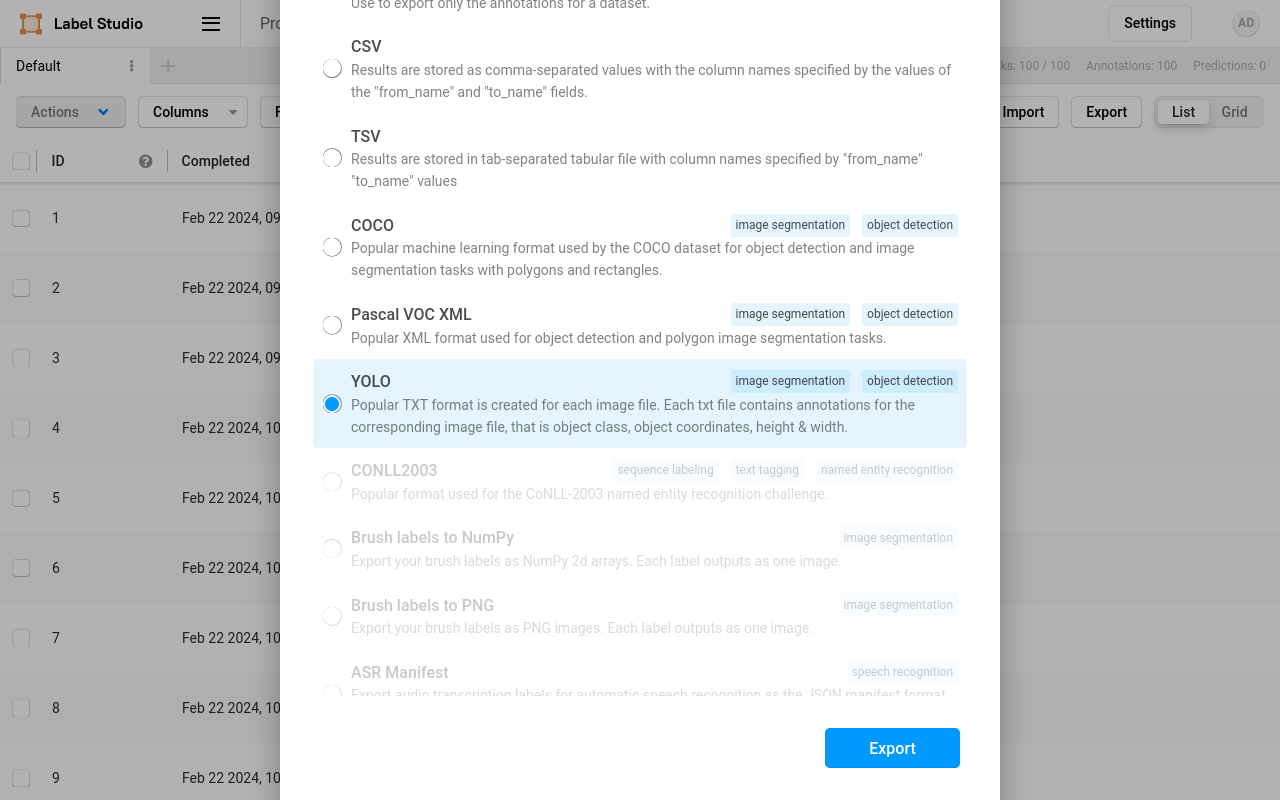 Use to export only the annotations for a dataset.
Label Studio
Settings
AD
Default
ks: 100 / 100 Annotations: 100 Predictions: 0
Actions
Columns
Import
Export
List
Grid
ID
?
Completed
1
Feb 22 2024, 09
2
Feb 22 2024, 09
3
Feb 22 2024, 09
4
Feb 22 2024, 10
5
Feb 22 2024, 10
6
Feb 22 2024, 10
7
Feb 22 2024, 10
8
Feb 22 2024, 10
9
Feb 22 2024, 10
CSV
Results are stored as comma-separated values with the column names specified by the values of
the "from_name" and "to_name" fields.
TSV
Results are stored in tab-separated tabular file with column names specified by "from_name"
"to_name" values
COCO
image segmentation
object detection
Popular machine learning format used by the COCO dataset for object detection and image
segmentation tasks with polygons and rectangles.
Pascal VOC XML
image segmentation
object detection
Popular XML format used for object detection and polygon image segmentation tasks.
YOLO
image segmentation
object detection
Popular TXT format is created for each image file. Each txt file contains annotations for the
corresponding image file, that is object class, object coordinates, height & width.
CONLL2003
sequence labeling
text tagging
named entity recognition
Popular format used for the CoNLL-2003 named entity recognition challenge.
Brush labels to NumPy
image segmentation
Export your brush labels as NumPy 2d arrays. Each label outputs as one image.
Brush labels to PNG
image segmentation
Export your brush labels as PNG images. Each label outputs as one image.
ASR Manifest
speech recognition
Export audio transcription labels for automatic speech recognition as the JSON manifest format
Export